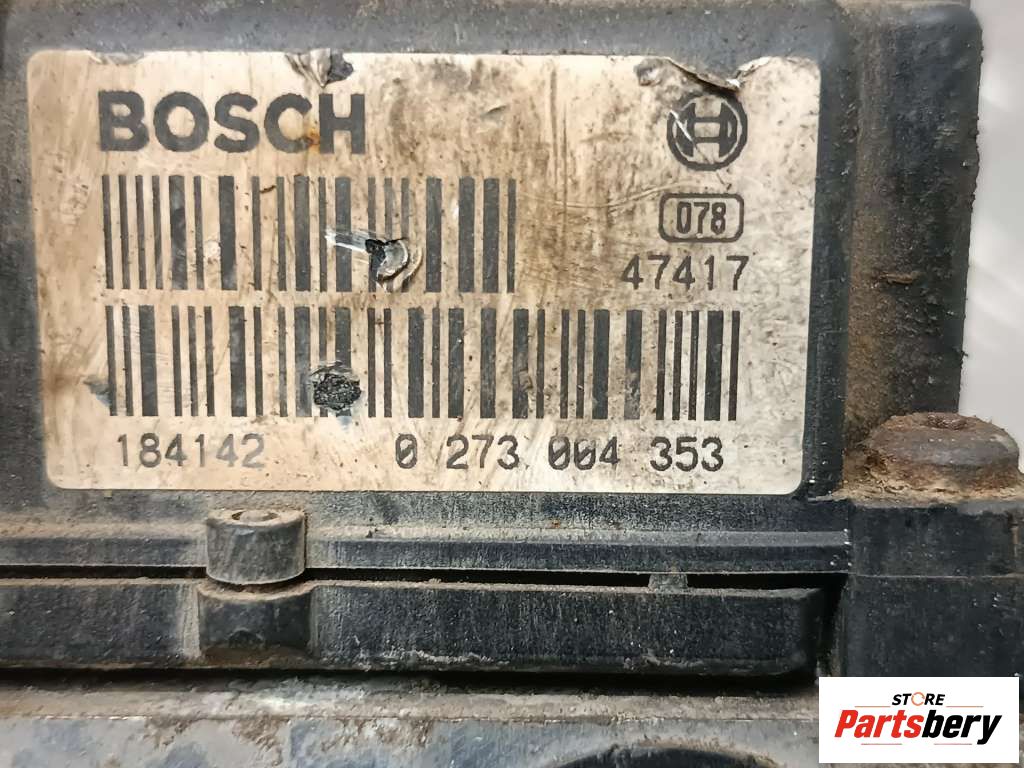 BOSCH
078
47417
184142 0 273 004 353
STORE
Partsbery